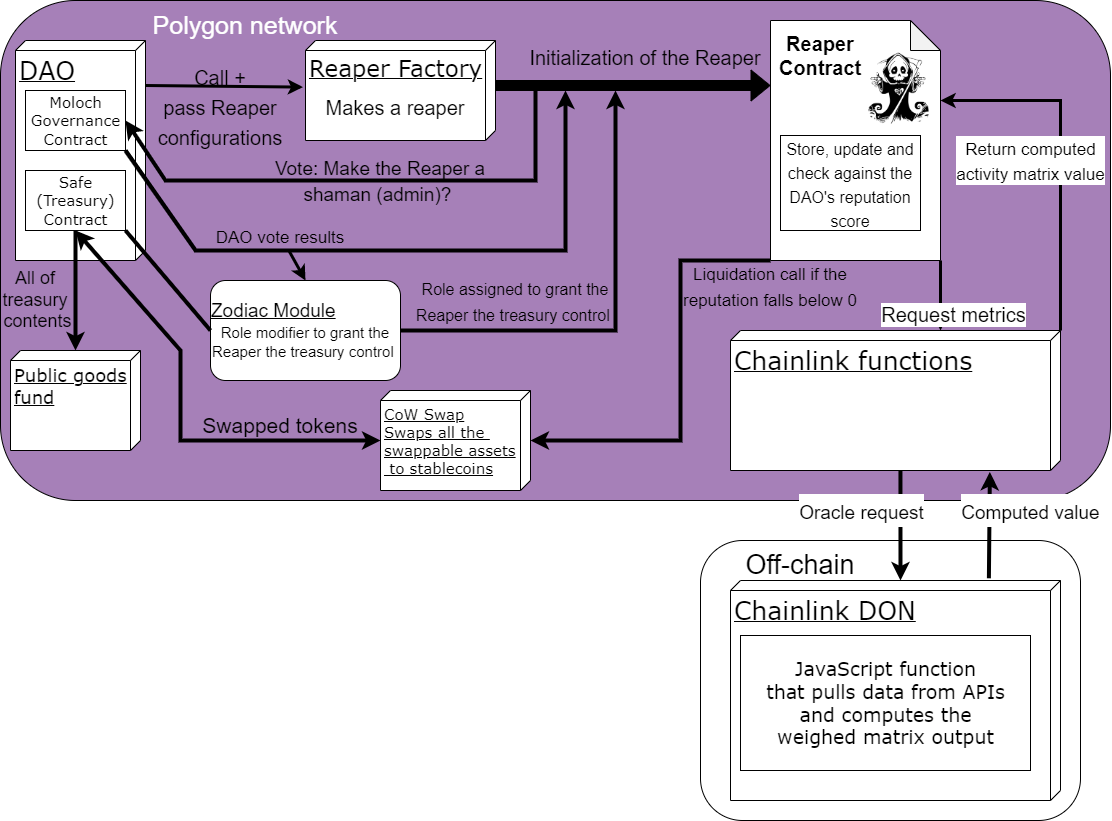 Polygon network
DAO
Moloch
Governance
Contract
Safe
(Treasury)
Contract
Call +
pass Reaper
configurations
Reaper Factory
Makes a reaper
Initialization of the Reaper
Reaper
Contract
Store, update and
check against the
DAO's reputation
score
Return computed
activity matrix value
Vote: Make the Reaper a
shaman (admin)?
DAO vote results
All of
treasury
contents
Zodiac Module
Role modifier to grant the
Reaper the treasury control
Role assigned to grant the
Reaper the treasury control
Liquidation call if the
reputation falls below 0
Request metrics
Public goods
fund
Swapped tokens
CoW Swap
Swaps all the
swappable assets
to stablecoins
Chainlink functions
Oracle request
Computed value
Off-chain
Chainlink DON
JavaScript function
that pulls data from APIs
and computes the
weighed matrix output